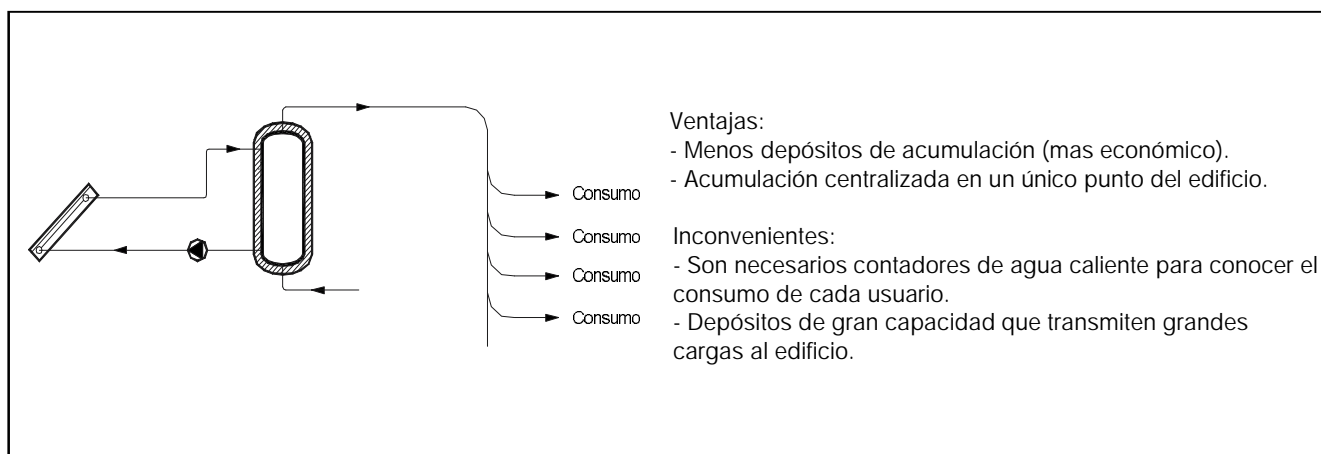 Ventajas:
- Menos depósitos de acumulación (mas económico).
- Acumulación centralizada en un único punto del edificio.
Inconvenientes:
- Son necesarios contadores de agua caliente para conocer el
consumo de cada usuario.
- Depósitos de gran capacidad que transmiten grandes
cargas al edificio.
Consumo
Consumo
Consumo
Consumo